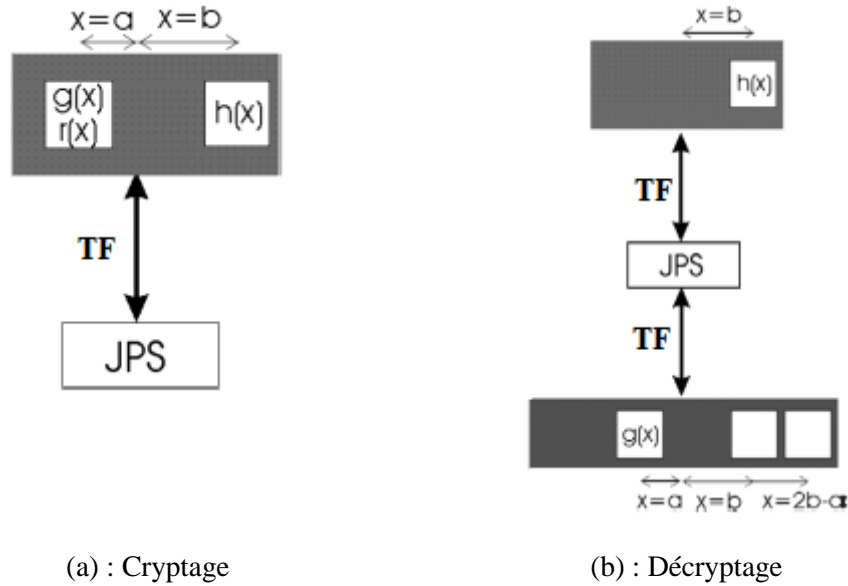 x=a x=b
g(x)
r(x)
h(x)
TF
JPS
(a) : Cryptage
x=b
h(x)
TF
JPS
TF
g(x)
x=a x=b x=2b-a
(b) : Décryptage